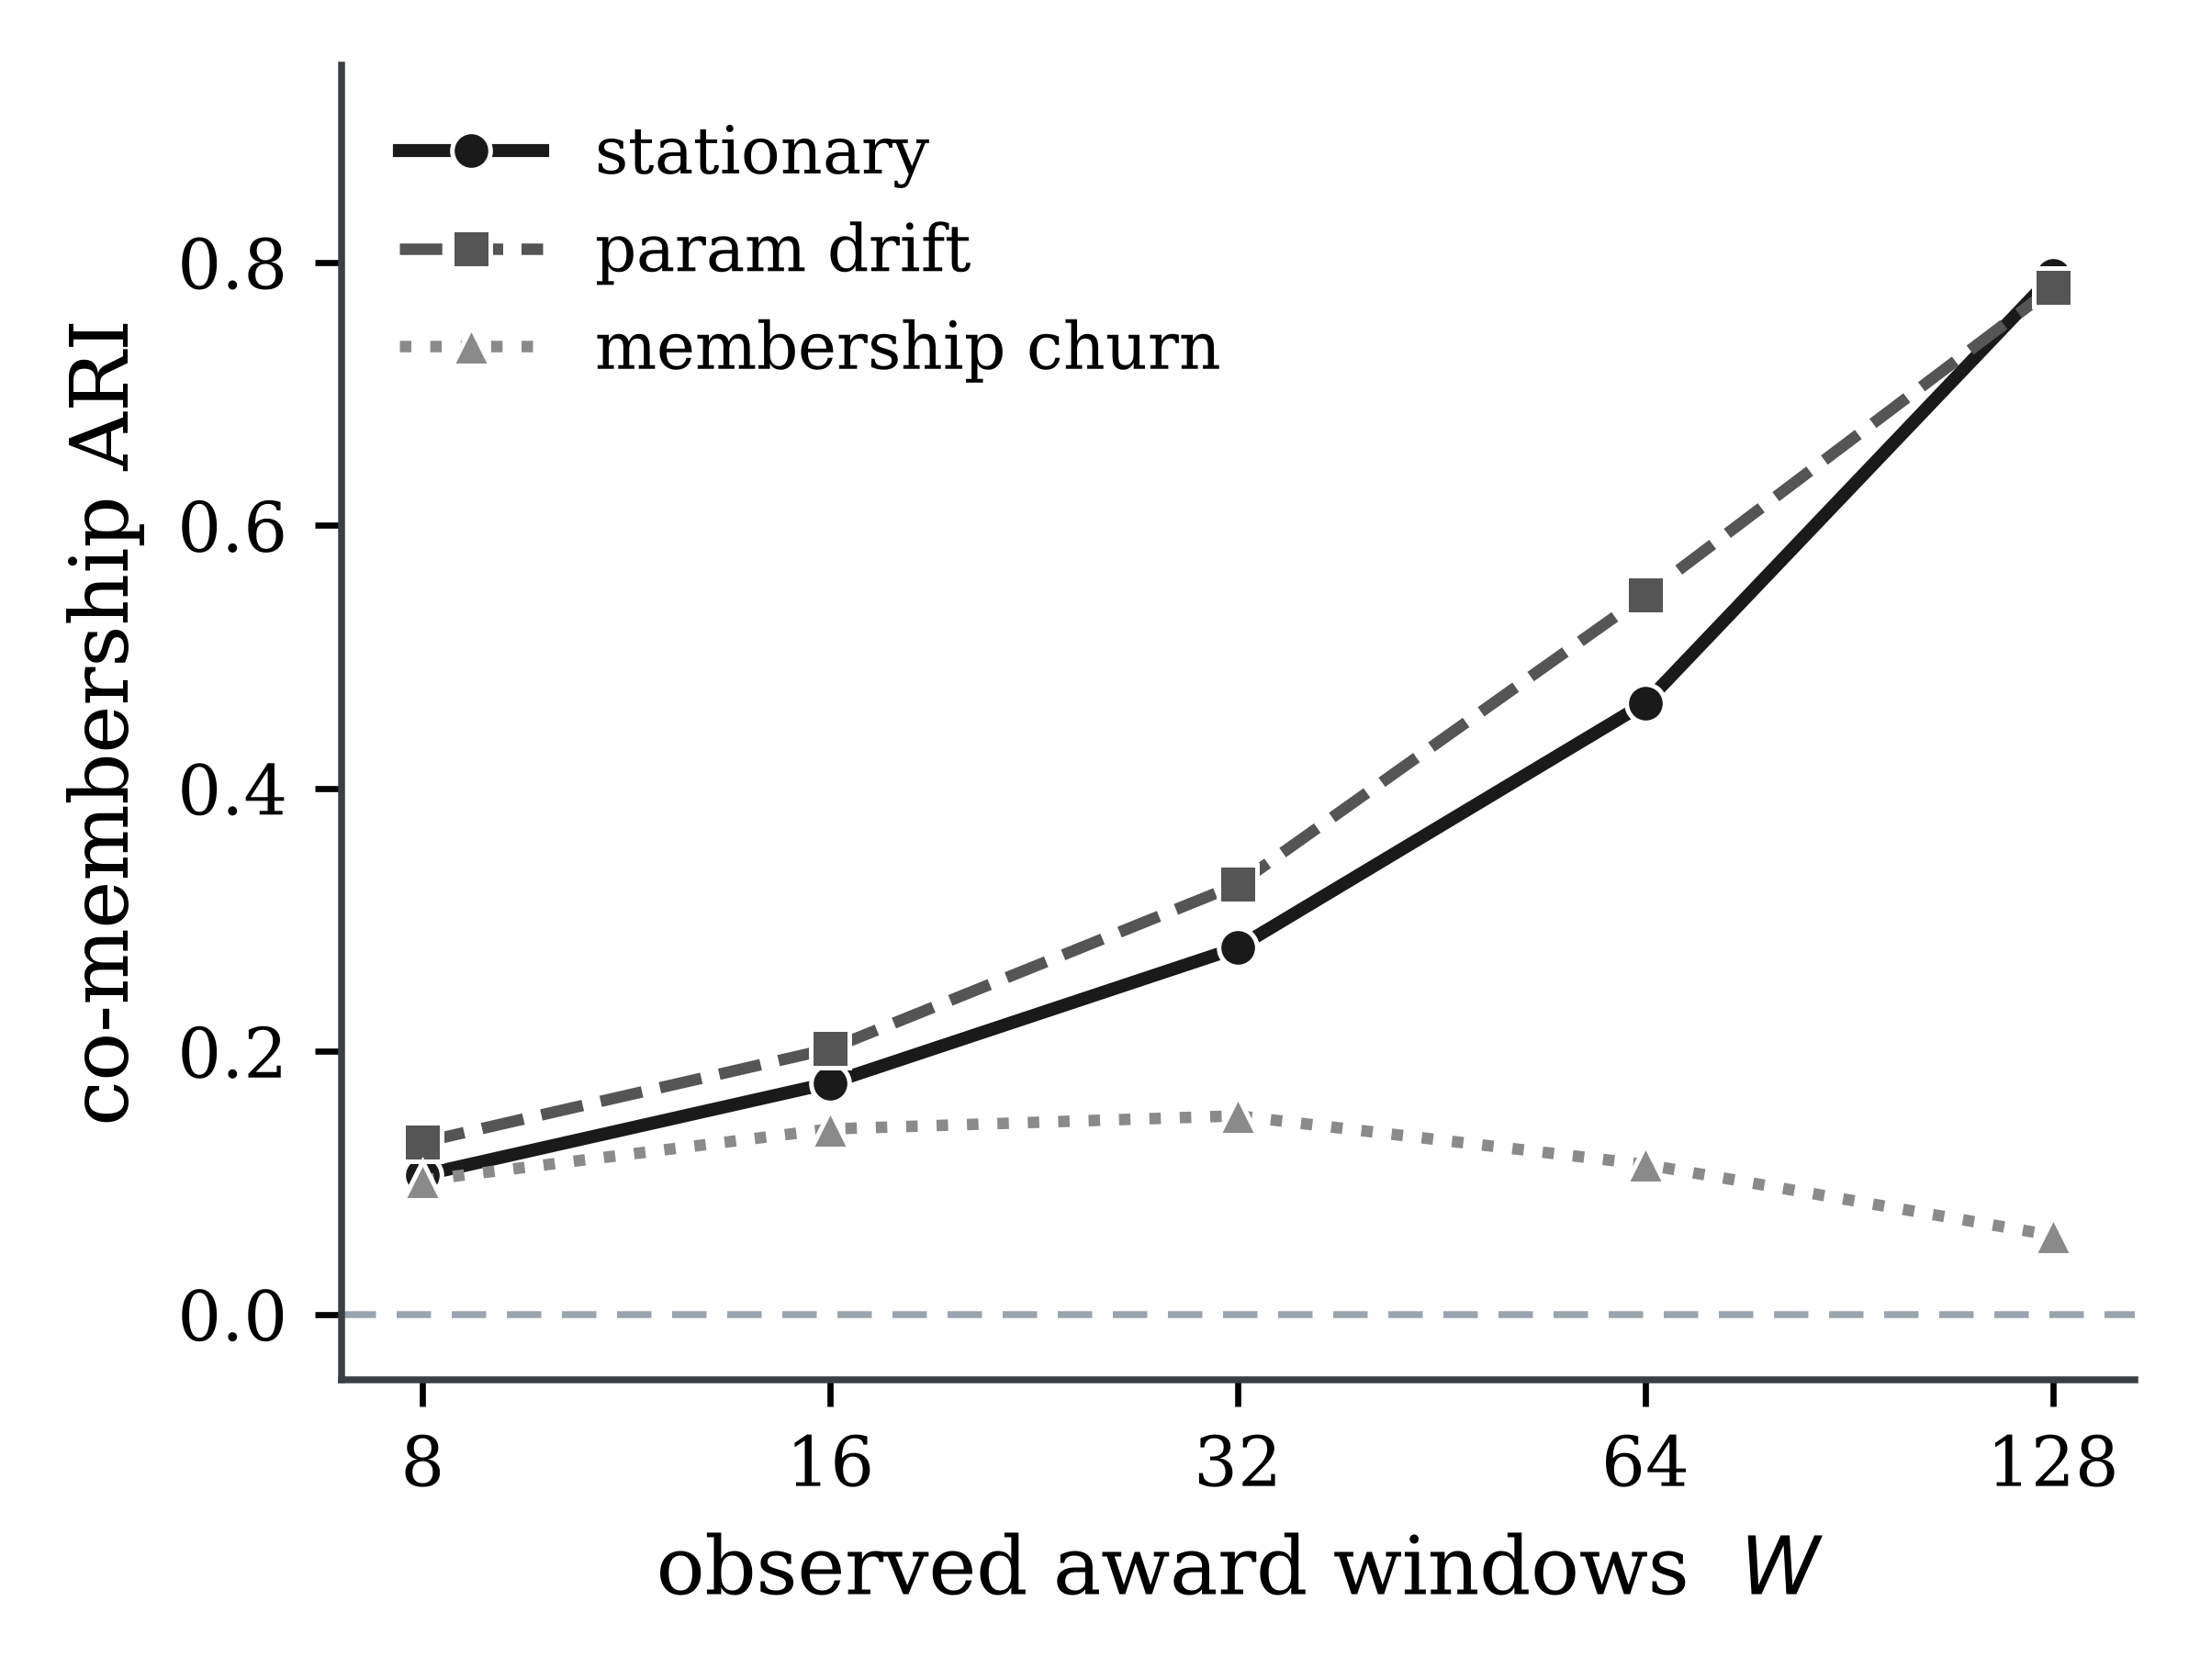 stationary
param drift
membership churn
co-membership ARI
0.8
0.6
0.4
0.2
0.0
8 16 32 64 128
observed award windows W